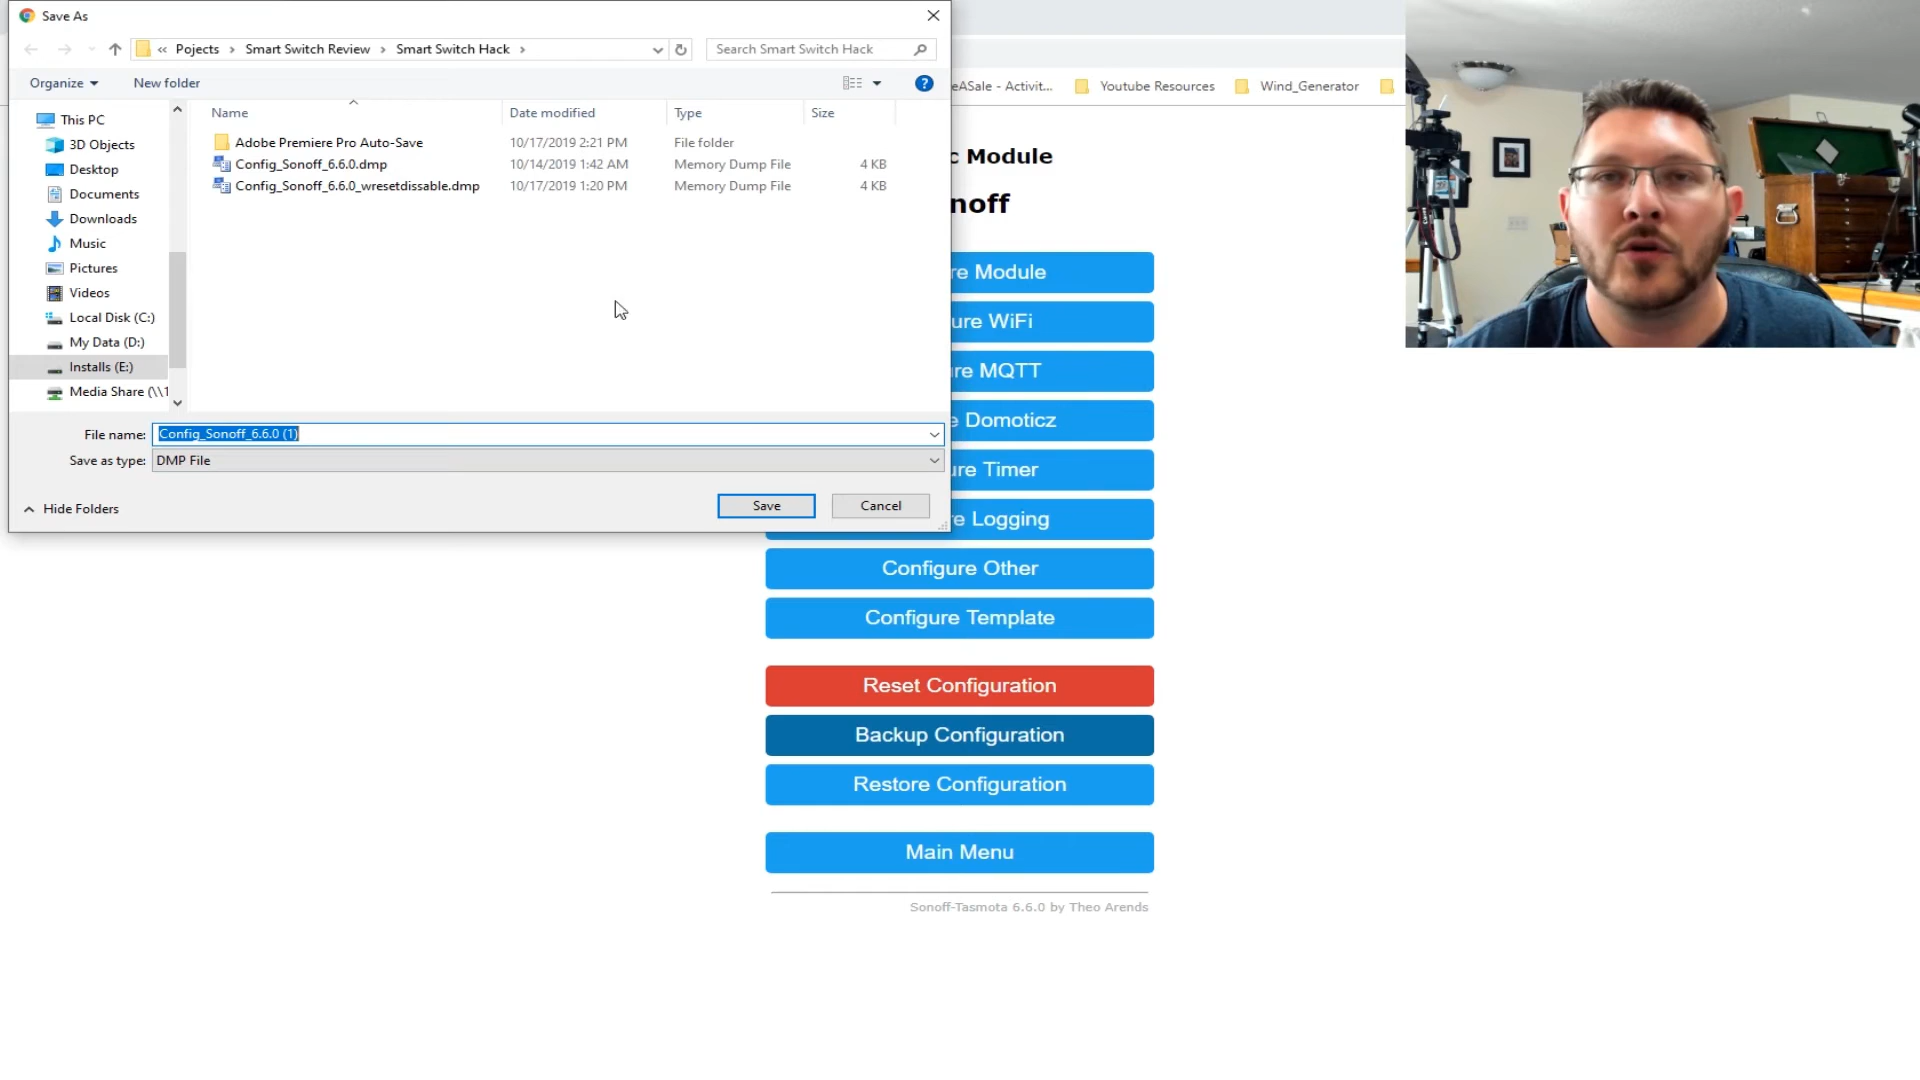 Save As
« Pojects › Smart Switch Review › Smart Switch Hack ›
Search Smart Switch Hack
Organize
New folder
?
Name
Date modified
Type
Size
Adobe Premiere Pro Auto-Save
10/17/2019 2:21 PM
File folder
Config_Sonoff_6.6.0.dmp
10/14/2019 1:42 AM
Memory Dump File
4 KB
Config_Sonoff_6.6.0_wresetdissable.dmp
10/17/2019 1:20 PM
Memory Dump File
4 KB
This PC
3D Objects
Desktop
Documents
Downloads
Music
Pictures
Videos
Local Disk (C:)
My Data (D:)
Installs (E:)
Media Share (\\1
File name:
Config_Sonoff_6.6.0 (1)
Save as type:
DMP File
Hide Folders
Save
Cancel
eASale - Activit...
Youtube Resources
Wind_Generator
c Module
noff
re Module
ure WiFi
re MQTT
e Domoticz
ure Timer
e Logging
Configure Other
Configure Template
Reset Configuration
Backup Configuration
Restore Configuration
Main Menu
Sonoff-Tasmota 6.6.0 by Theo Arends